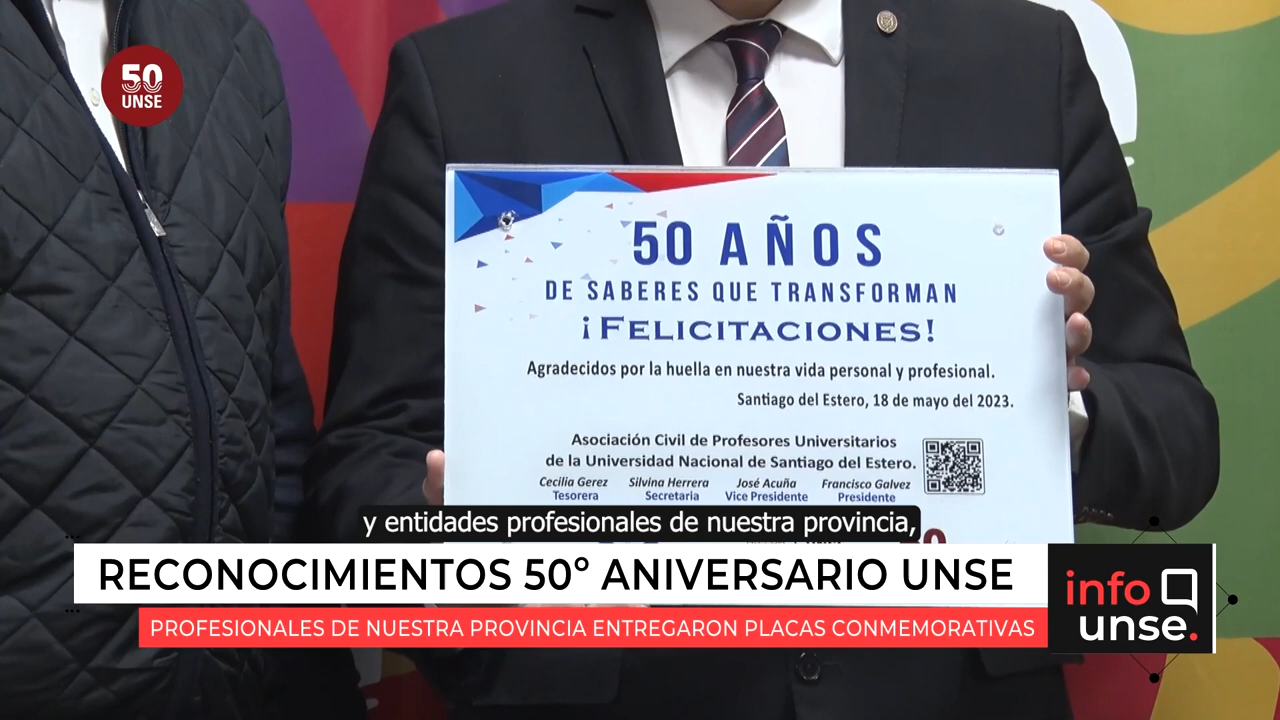 50
UNSE
50 AÑOS
DE SABERES QUE TRANSFORMAN
¡FELICITACIONES!
Agradecidos por la huella en nuestra vida personal y profesional.
Santiago del Estero, 18 de mayo del 2023.
Asociación Civil de Profesores Universitarios
de la Universidad Nacional de Santiago del Estero.
Cecilia Gerez Silvina Herrera José Acuña Francisco Galvez
Tesorera Secretaria Vice Presidente Presidente
y entidades profesionales de nuestra provincia,
RECONOCIMIENTOS 50° ANIVERSARIO UNSE
PROFESIONALES DE NUESTRA PROVINCIA ENTREGARON PLACAS CONMEMORATIVAS
info
unse.